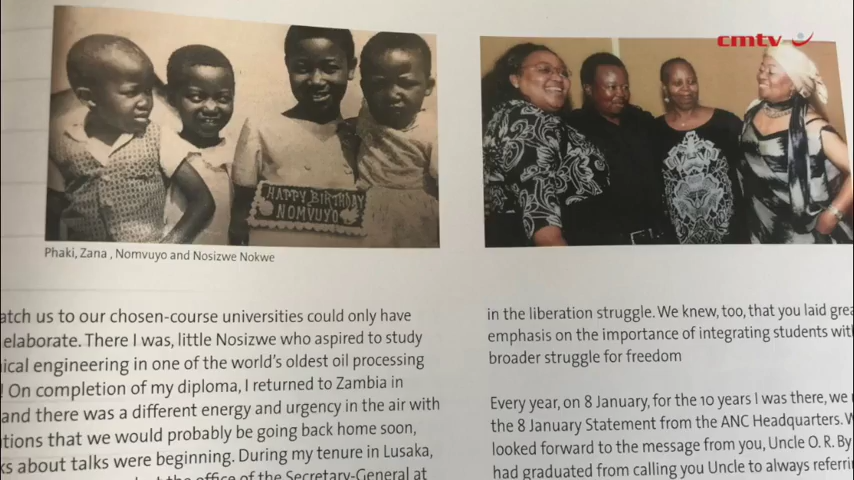 cmtv
HAPPY BIRTHDAY
NOMVUYO
Phaki, Zana , Nomvuyo and Nosizwe Nokwe
atch us to our chosen-course universities could only have
elaborate. There I was, little Nosizwe who aspired to study
ical engineering in one of the world's oldest oil processing
! On completion of my diploma, I returned to Zambia in
and there was a different energy and urgency in the air with
tions that we would probably be going back home soon,
ks about talks were beginning. During my tenure in Lusaka,
the office of the Secretary-General at
in the liberation struggle. We knew, too, that you laid grea
emphasis on the importance of integrating students wit
broader struggle for freedom
Every year, on 8 January, for the 10 years I was there, we
the 8 January Statement from the ANC Headquarters. W
looked forward to the message from you, Uncle O. R. By
had graduated from calling you Uncle to always referri